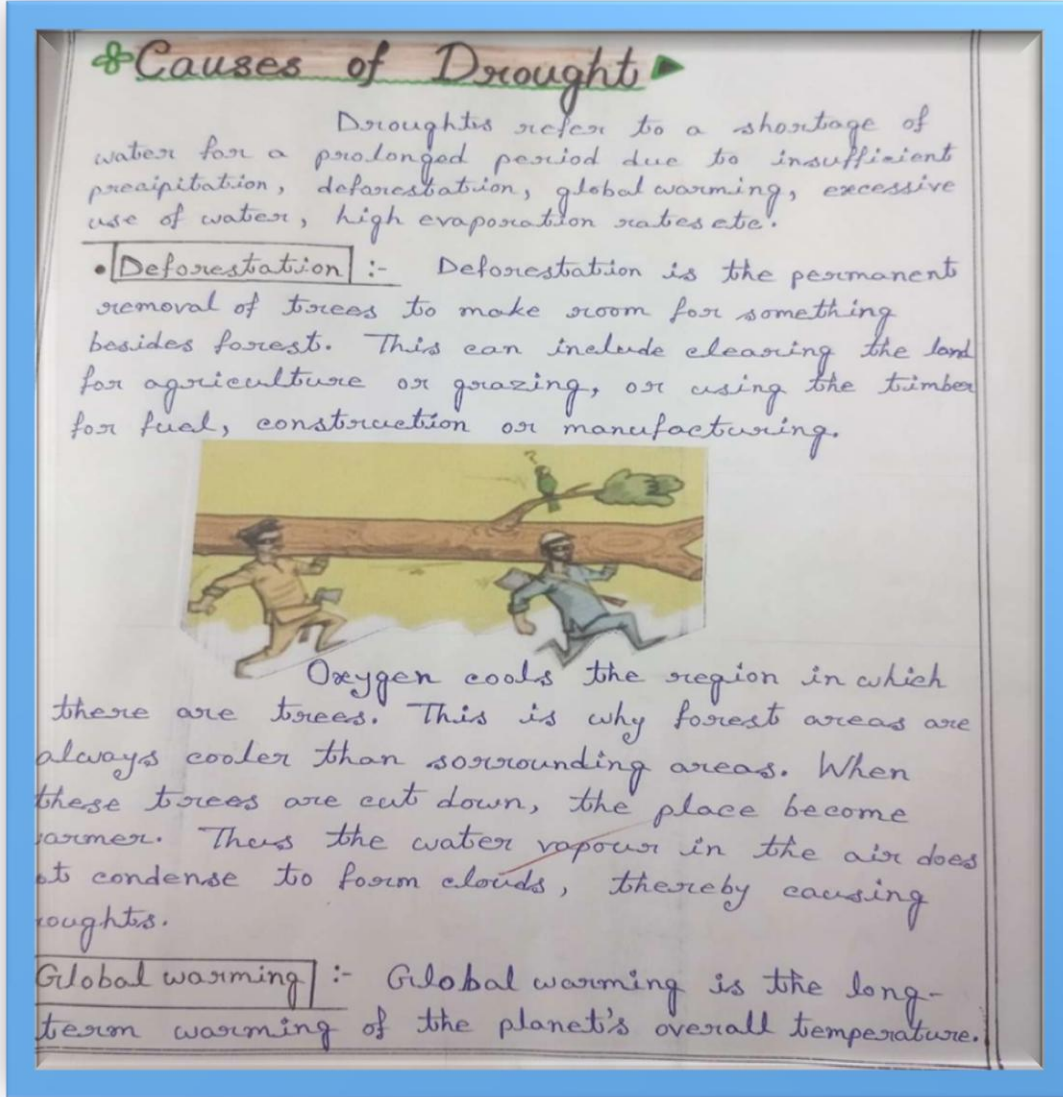 Causes of Drought
Droughts refer to a shortage of
water for a prolonged period due to insufficient
precipitation, deforestation, global warming, excessive
use of water, high evaporation rates etc.
• Deforestation :- Deforestation is the permanent
removal of trees to make room for something
besides forest. This can include clearing the land
for agriculture or grazing, or using the timber
for fuel, construction or manufacturing.
?
Oxygen cools the region in which
there are trees. This is why forest areas are
always cooler than sorrounding areas. When
these trees are cut down, the place become
armer. Thus the water vapour in the air does
ot condense to form clouds, thereby causing
roughts.
Global warming :- Global warming is the long-
term warming of the planet's overall temperature.